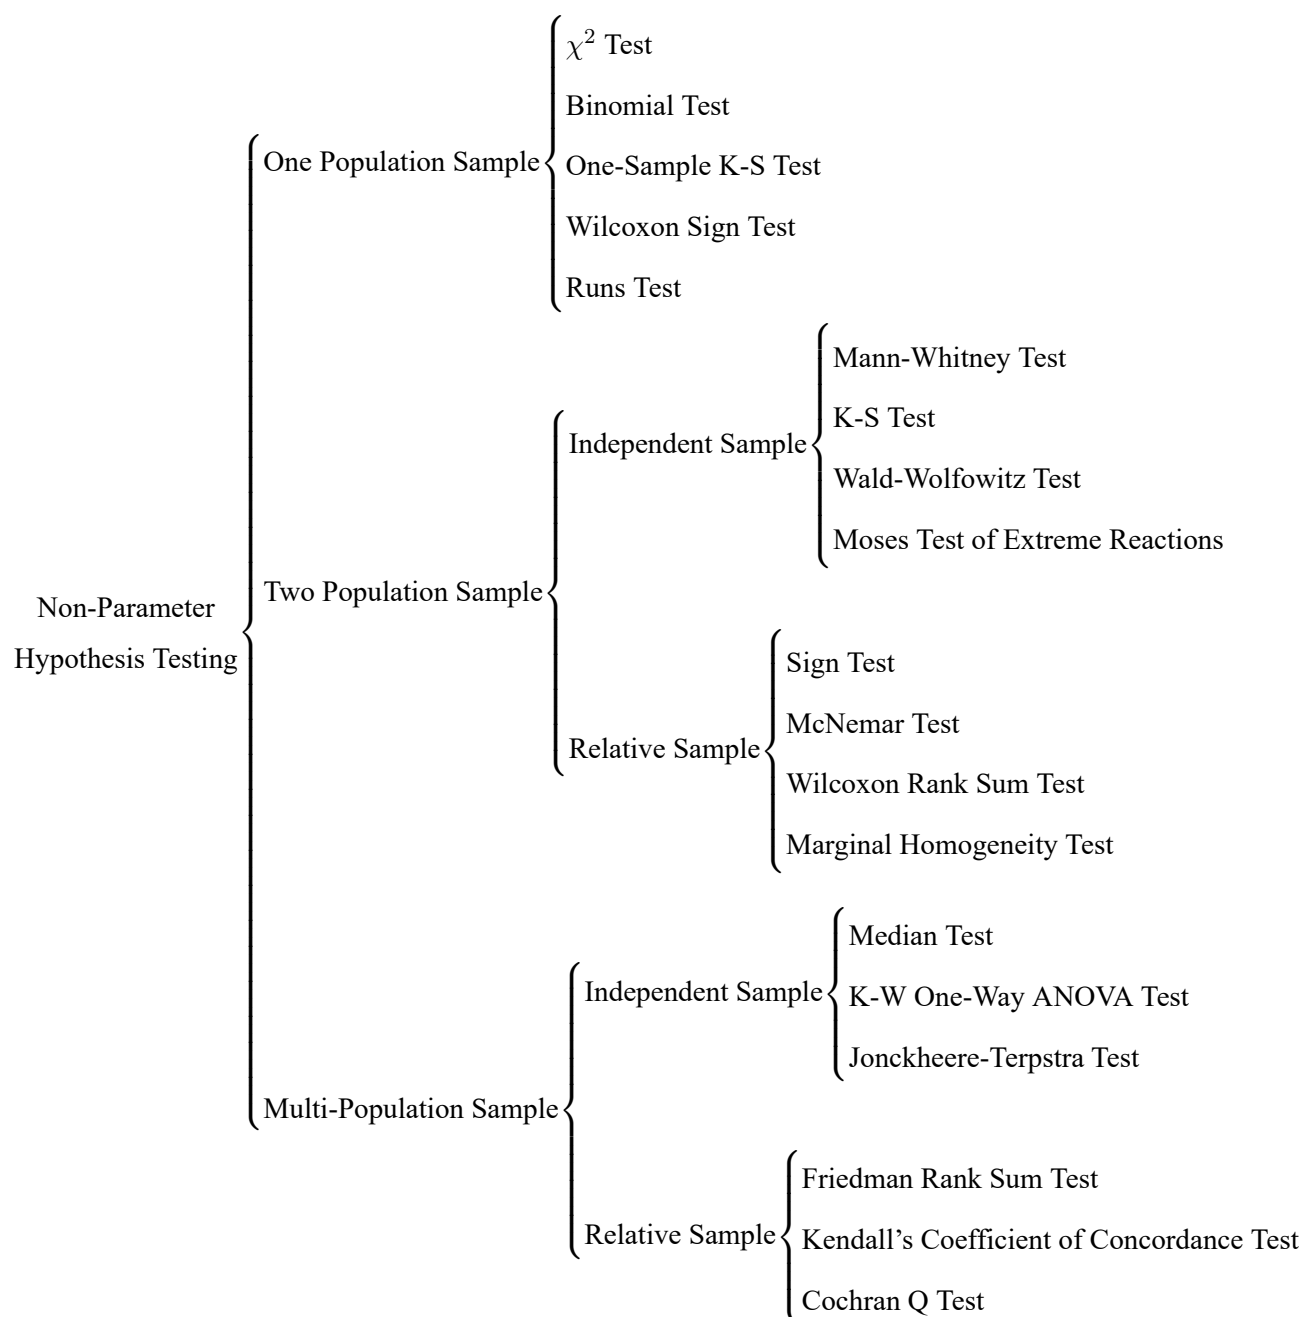 Non-Parameter
Hypothesis Testing
One Population Sample
χ² Test
Binomial Test
One-Sample K-S Test
Wilcoxon Sign Test
Runs Test
Two Population Sample
Independent Sample
Mann-Whitney Test
K-S Test
Wald-Wolfowitz Test
Moses Test of Extreme Reactions
Relative Sample
Sign Test
McNemar Test
Wilcoxon Rank Sum Test
Marginal Homogeneity Test
Multi-Population Sample
Independent Sample
Median Test
K-W One-Way ANOVA Test
Jonckheere-Terpstra Test
Relative Sample
Friedman Rank Sum Test
Kendall’s Coefficient of Concordance Test
Cochran Q Test